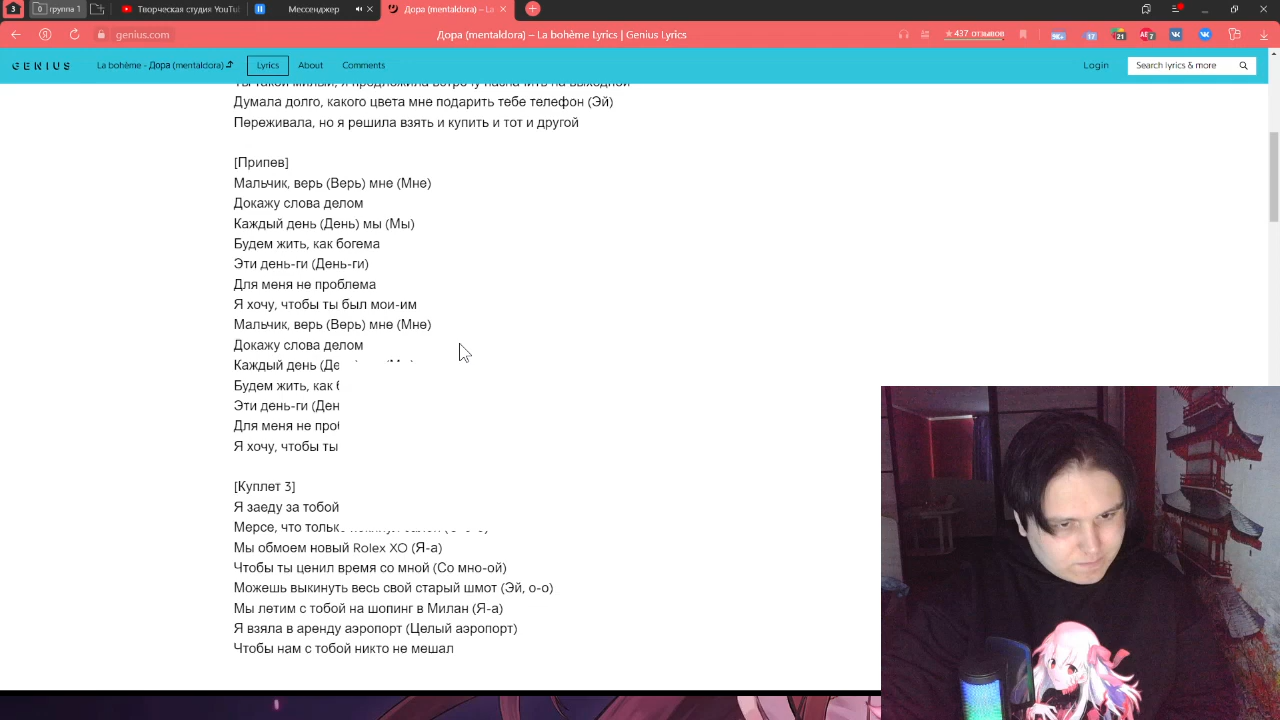 3
0 группа 1
Творческая студия YouTu
Мессенджер
Дора (mentaldora) – La
genius.com
Дора (mentaldora) – La bohème Lyrics | Genius Lyrics
437 отзывов
GENIUS
La bohème - Дора (mentaldora)
Lyrics
About
Comments
Login
Search lyrics & more
Думала долго, какого цвета мне подарить тебе телефон (Эй)
Переживала, но я решила взять и купить и тот и другой
[Припев]
Мальчик, верь (Верь) мне (Мне)
Докажу слова делом
Каждый день (День) мы (Мы)
Будем жить, как богема
Эти день-ги (День-ги)
Для меня не проблема
Я хочу, чтобы ты был мои-им
Мальчик, верь (Верь) мне (Мне)
Докажу слова делом
Каждый день (Де
Будем жить, как
Эти день-ги (Ден
Для меня не про
Я хочу, чтобы ты
[Куплет 3]
Я заеду за тобой
Мерсе, что тольк
Мы обмоем новый Rolex XO (Я-а)
Чтобы ты ценил время со мной (Со мно-ой)
Можешь выкинуть весь свой старый шмот (Эй, о-о)
Мы летим с тобой на шопинг в Милан (Я-а)
Я взяла в аренду аэропорт (Целый аэропорт)
Чтобы нам с тобой никто не мешал